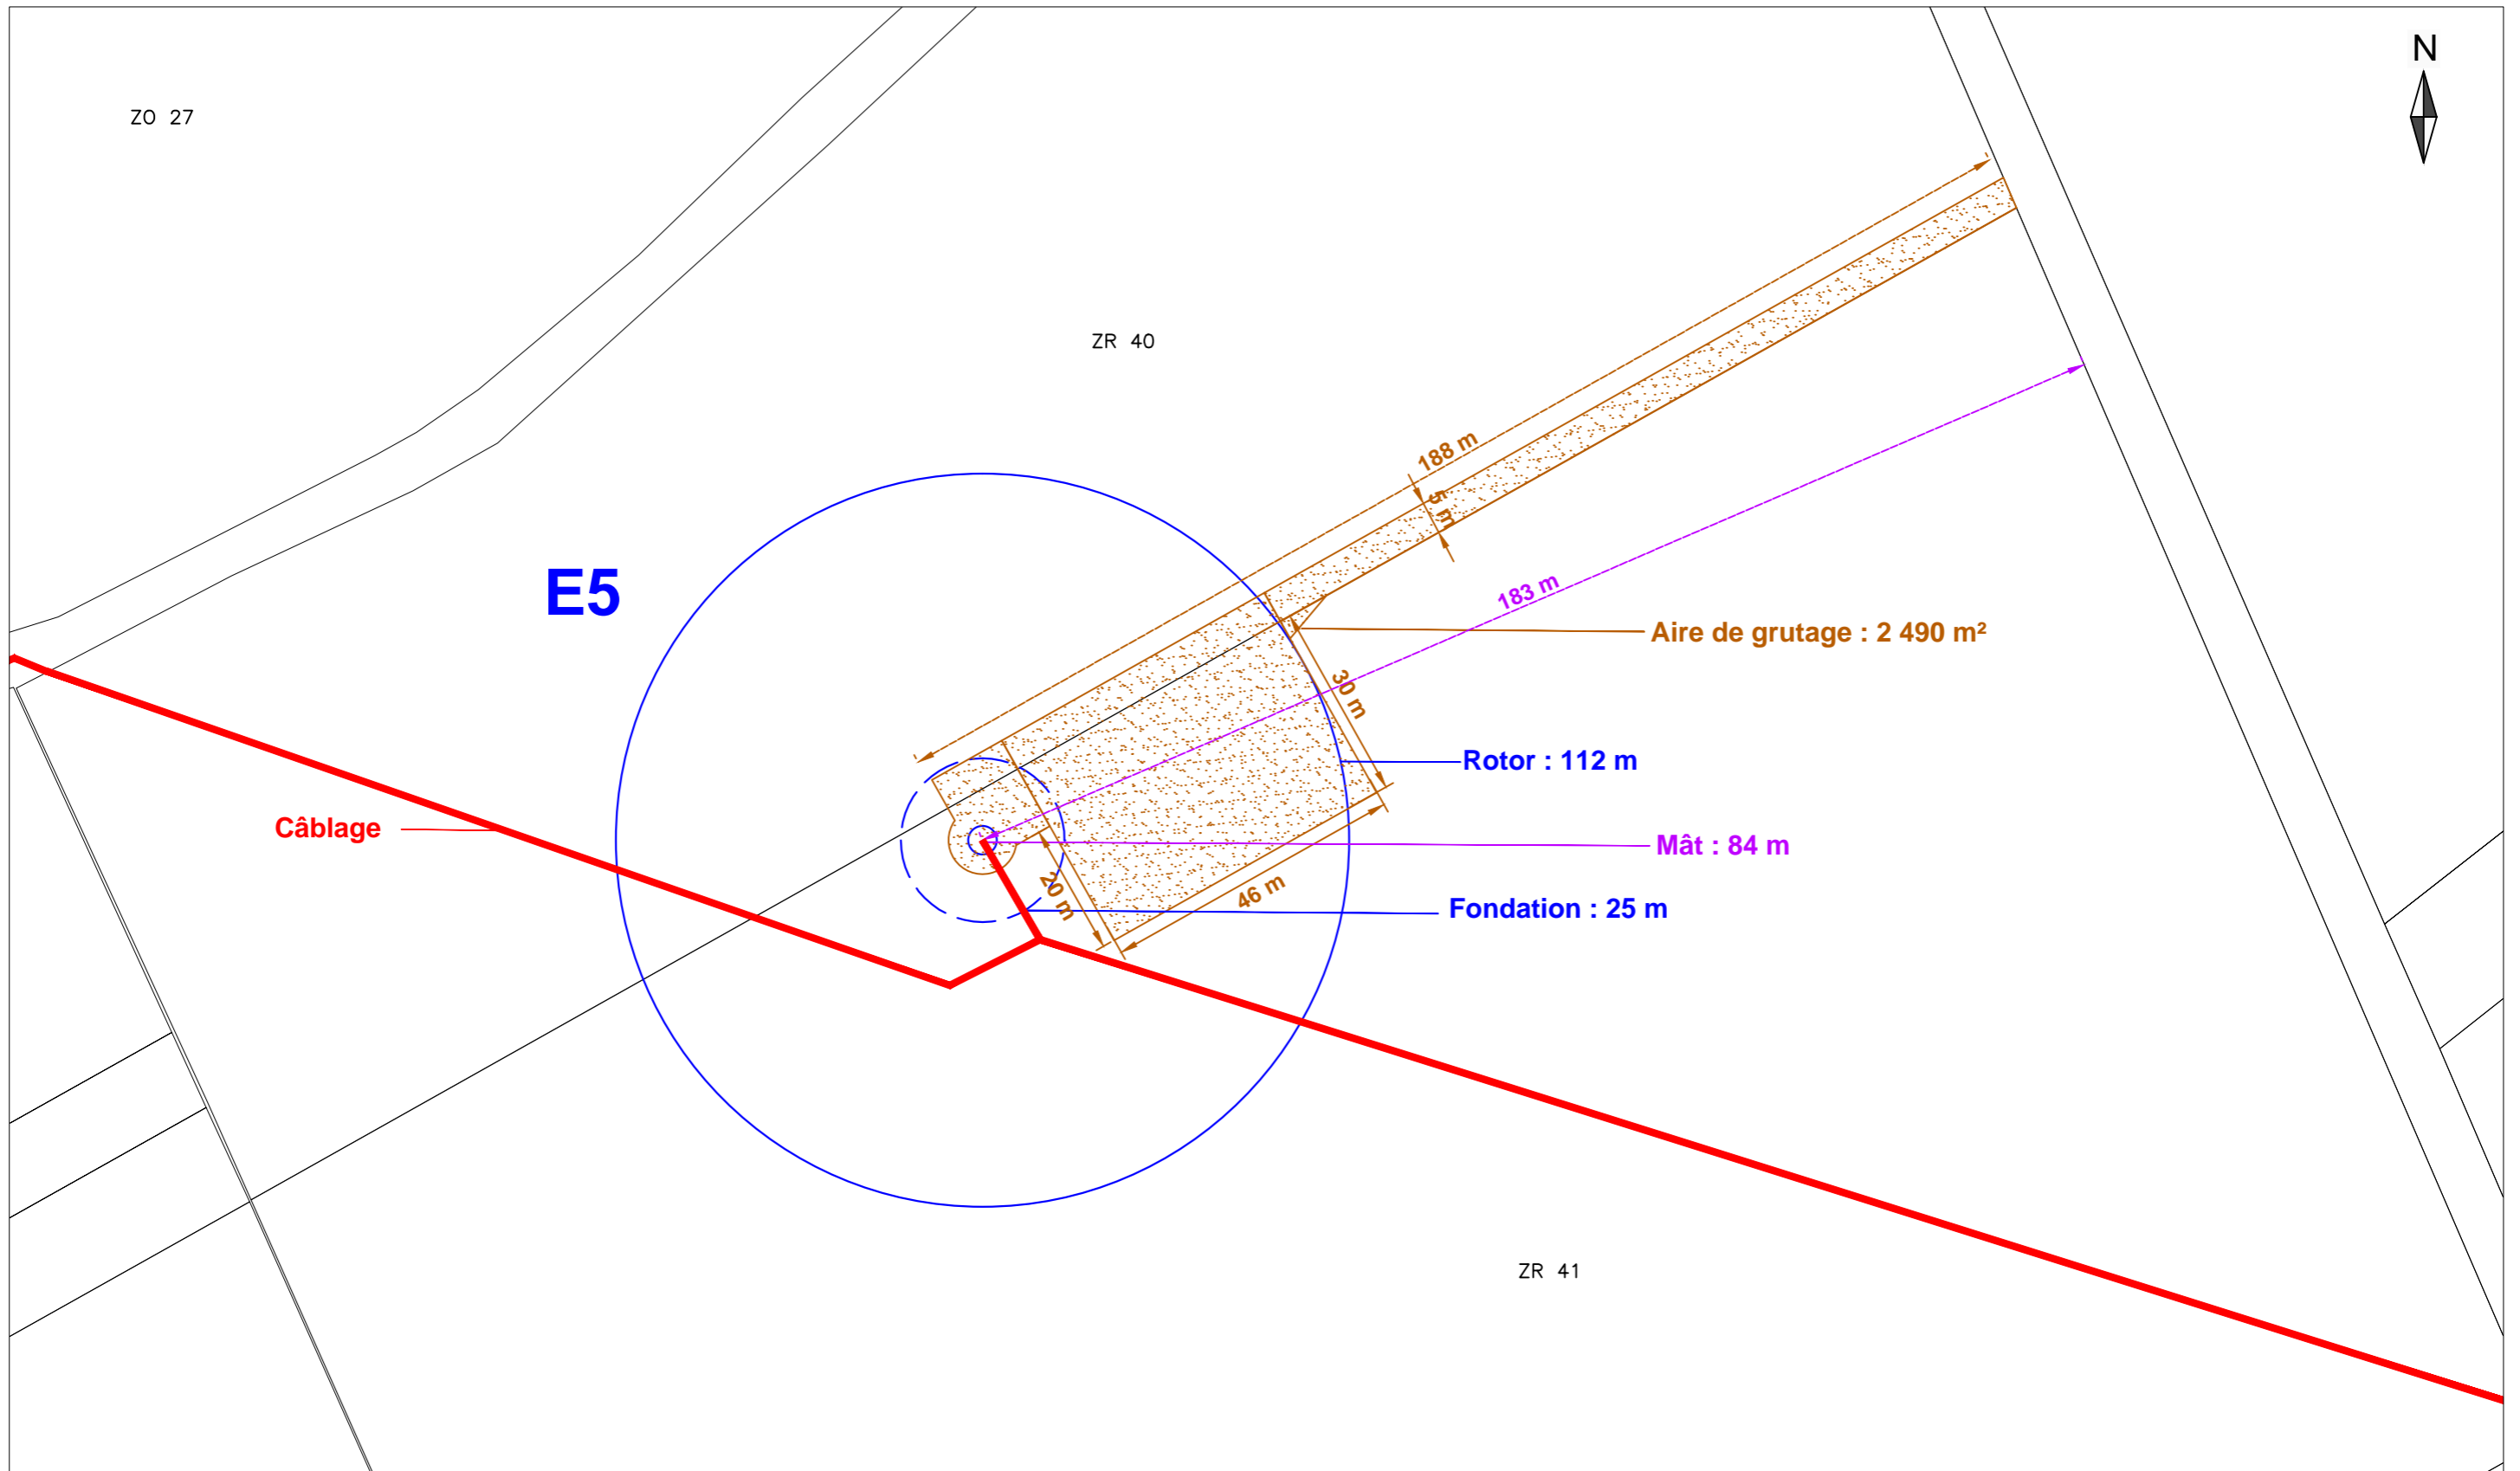 N
ZO 27
ZR 40
188 m
5 m
E5
183 m
Aire de grutage : 2 490 m²
30 m
Rotor : 112 m
Câblage
Mât : 84 m
20 m
46 m
Fondation : 25 m
ZR 41